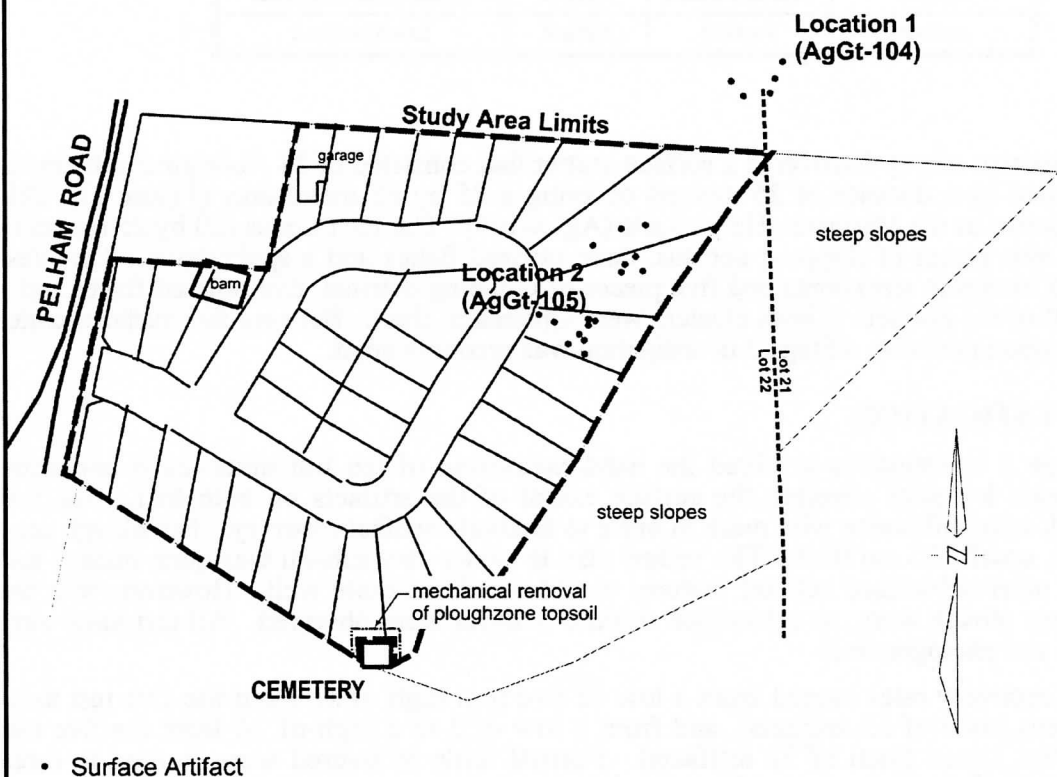 Location 1
(AgGt-104)
Study Area Limits
PELHAM ROAD
garage
steep slopes
Location 2
(AgGt-105)
barn
Lot 21
Lot 22
steep slopes
N
mechanical removal
of ploughzone topsoil
CEMETERY
Surface Artifact